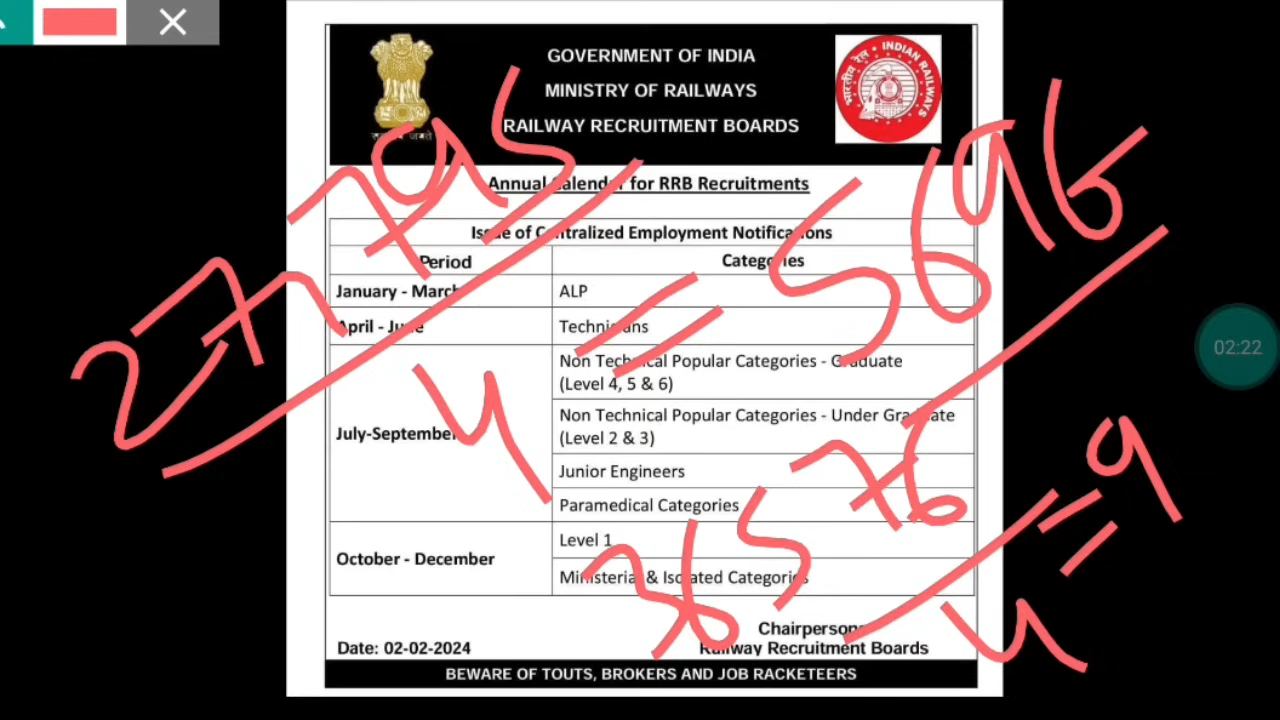 GOVERNMENT OF INDIA
MINISTRY OF RAILWAYS
RAILWAY RECRUITMENT BOARDS
भारतीय रेल • INDIAN RAILWAYS
Annual Calender for RRB Recruitments
Issue of Centralized Employment Notifications
Period Categories
January - March ALP
April - June Technicians
July-September Non Technical Popular Categories - Graduate
(Level 4, 5 & 6)
Non Technical Popular Categories - Under Graduate
(Level 2 & 3)
Junior Engineers
Paramedical Categories
October - December Level 1
Ministerial & Isolated Categories
Chairpersons
Date: 02-02-2024 Railway Recruitment Boards
BEWARE OF TOUTS, BROKERS AND JOB RACKETEERS
= 5696
4
36576
4 = 9
02:22